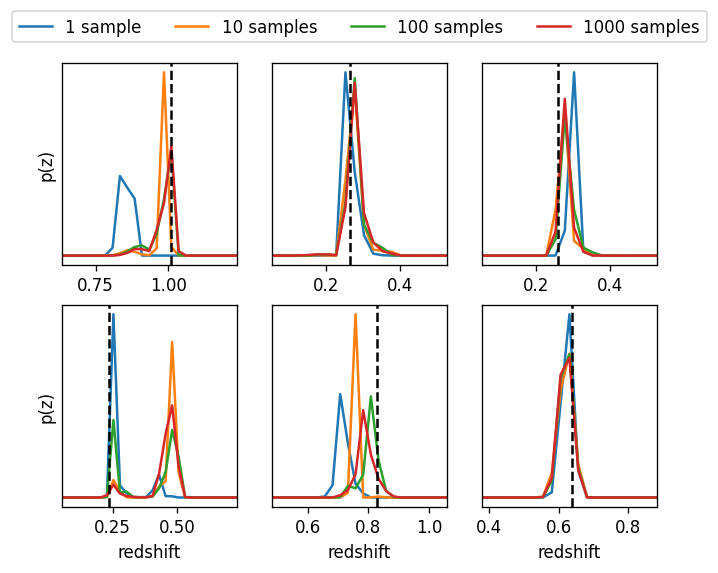 1 sample 10 samples 100 samples 1000 samples
p(z)
0.75 1.00
0.2 0.4
0.2 0.4
p(z)
0.25 0.50
0.6 0.8 1.0
0.4 0.6 0.8
redshift redshift redshift